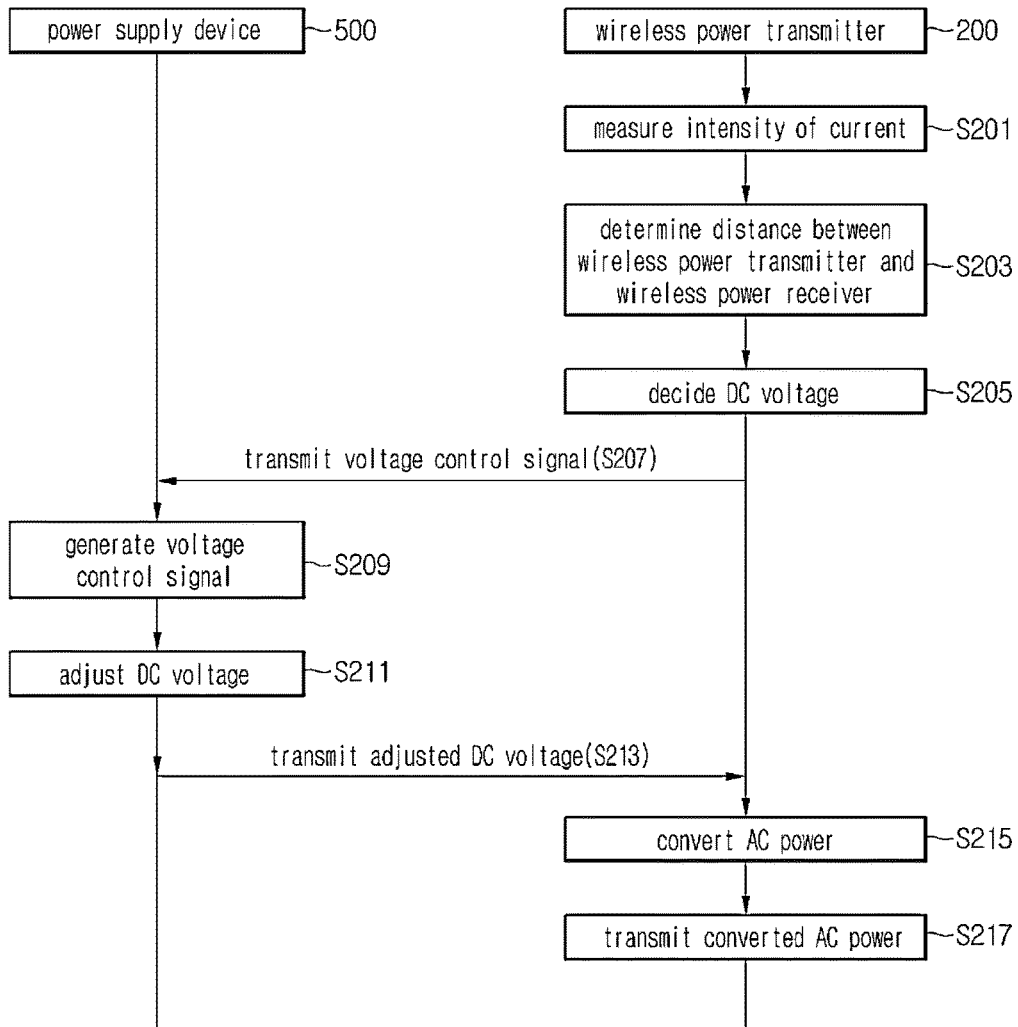 power supply device
500
wireless power transmitter
200
measure intensity of current
S201
determine distance between
wireless power transmitter and
wireless power receiver
S203
decide DC voltage
S205
transmit voltage control signal(S207)
generate voltage
control signal
S209
adjust DC voltage
S211
transmit adjusted DC voltage(S213)
convert AC power
S215
transmit converted AC power
S217